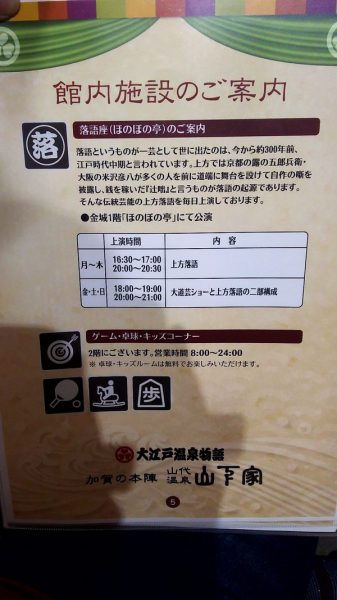 館内施設のご案内
落
落語座(ほのぼの亭)のご案内
落語というものが一芸として世に出たのは、今から約300年前、
江戸時代中期と言われています。上方では京都の露の五郎兵衛・
大阪の米沢彦八が多くの人を前に道端に舞台を設けて自作の噺を
披露し、銭を稼いだ『辻噺』と言うものが落語の起源であります。
そんな伝統芸能の上方落語を毎日上演しております。
●金城1階「ほのぼの亭」にて公演
上演時間 内 容
月〜木 16:30〜17:00 20:00〜20:30 上方落語
金・土・日 18:00〜19:00 20:00〜21:00 大道芸ショーと上方落語の二部構成
ゲーム・卓球・キッズコーナー
2階にございます。営業時間 8:00〜24:00
※ 卓球・キッズルームは無料でお楽しみいただけます。
歩
大江戸温泉物語
加賀の本陣 山代温泉 山下家
5